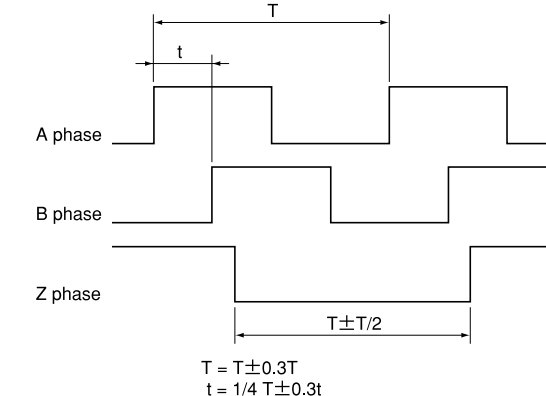 T
t
A phase
B phase
Z phase
T±T/2
T = T±0.3T
t = 1/4 T±0.3t